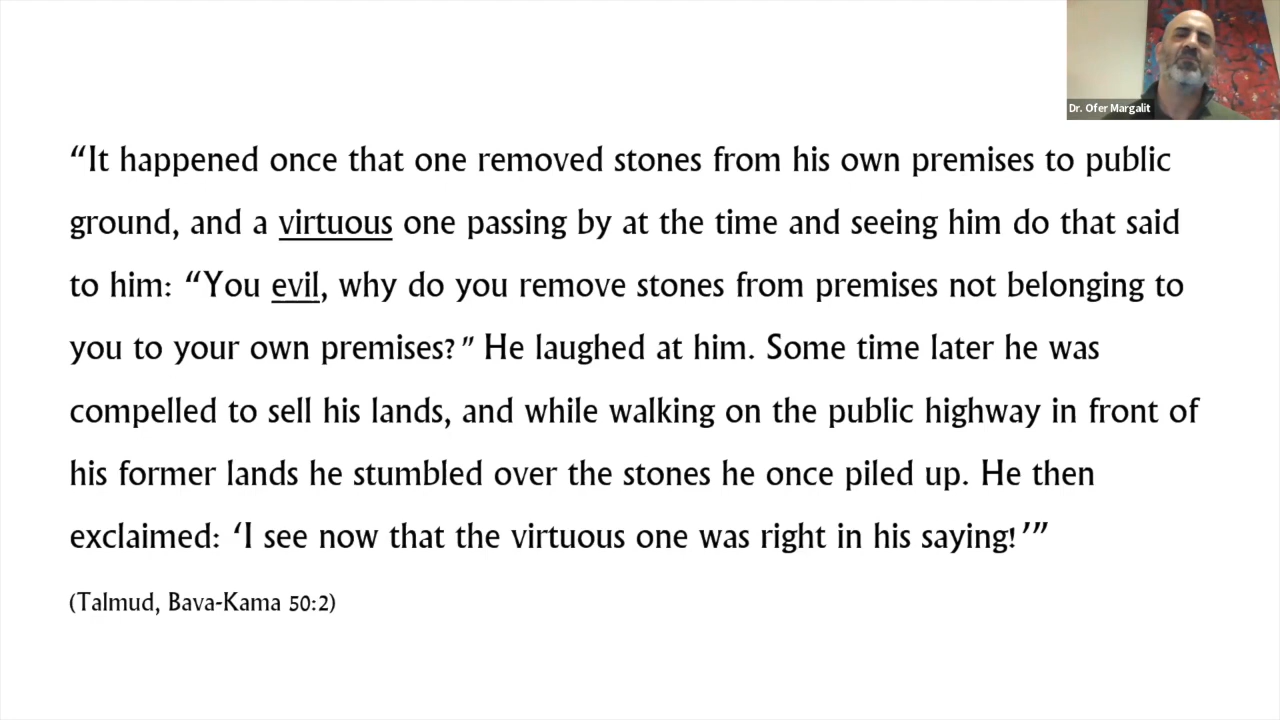 Dr. Ofer Margalit
“It happened once that one removed stones from his own premises to public
ground, and a virtuous one passing by at the time and seeing him do that said
to him: “You evil, why do you remove stones from premises not belonging to
you to your own premises?” He laughed at him. Some time later he was
compelled to sell his lands, and while walking on the public highway in front of
his former lands he stumbled over the stones he once piled up. He then
exclaimed: ‘I see now that the virtuous one was right in his saying!’”
(Talmud, Bava-Kama 50:2)